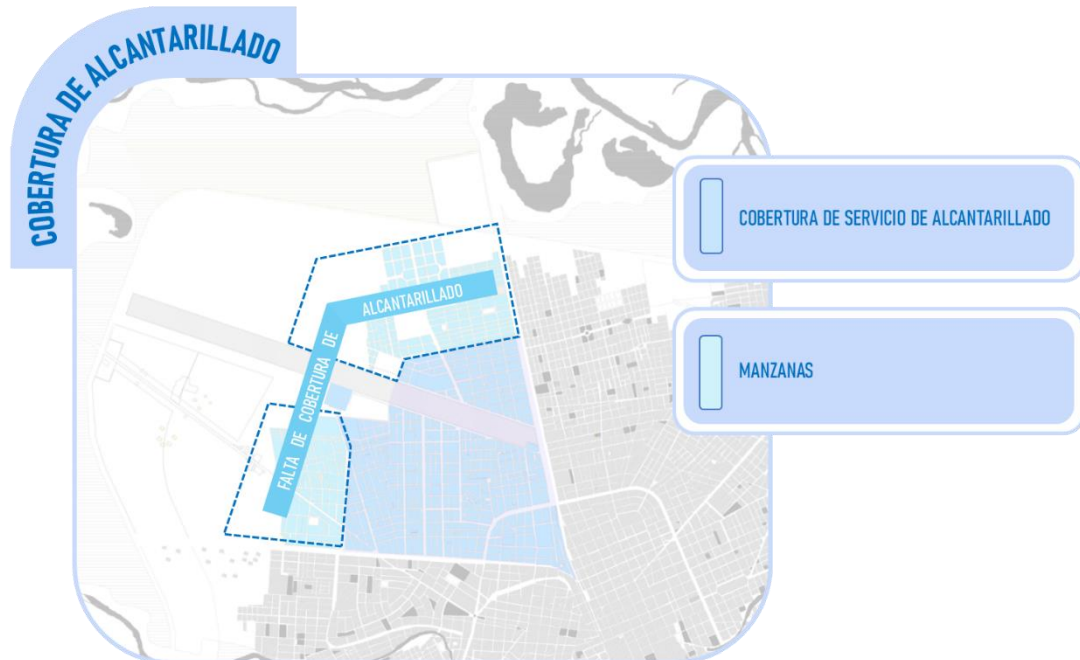 COBERTURA DE ALCANTARILLADO
COBERTURA DE SERVICIO DE ALCANTARILLADO
MANZANAS
FALTA DE COBERTURA DE
ALCANTARILLADO